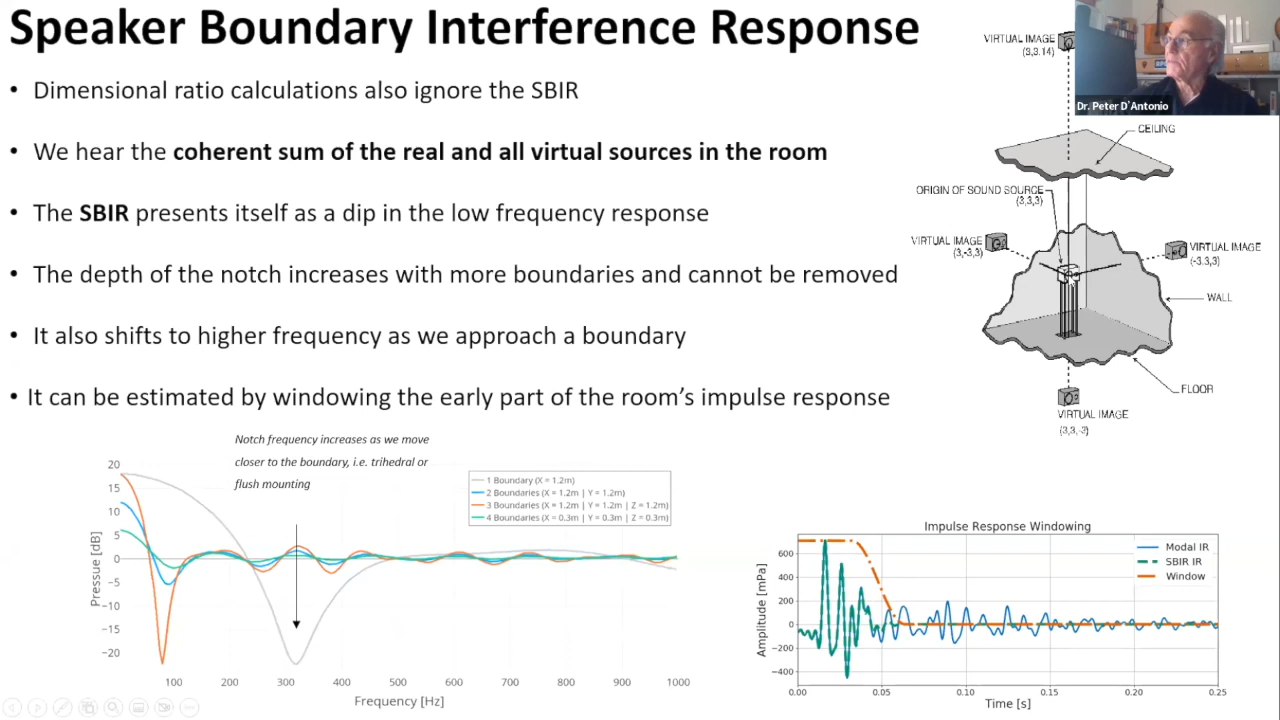 Speaker Boundary Interference Response
• Dimensional ratio calculations also ignore the SBIR
• We hear the coherent sum of the real and all virtual sources in the room
• The SBIR presents itself as a dip in the low frequency response
• The depth of the notch increases with more boundaries and cannot be removed
• It also shifts to higher frequency as we approach a boundary
• It can be estimated by windowing the early part of the room's impulse response
Dr. Peter D'Antonio
VIRTUAL IMAGE
(3,3,14)
CEILING
ORIGIN OF SOUND SOURCE
(3,3,3)
VIRTUAL IMAGE
(3,-3,3)
VIRTUAL IMAGE
(-3,3,3)
WALL
FLOOR
VIRTUAL IMAGE
(3,3,-3)
Notch frequency increases as we move
closer to the boundary, i.e. trihedral or
flush mounting
1 Boundary (X = 1.2m)
2 Boundaries (X = 1.2m | Y = 1.2m)
3 Boundaries (X = 1.2m | Y = 1.2m | Z = 1.2m)
4 Boundaries (X = 0.3m | Y = 0.3m | Z = 0.3m)
Pressue [dB]
20
15
10
5
0
−5
−10
−15
−20
100 200 300 400 500 600 700 800 900 1000
Frequency [Hz]
Impulse Response Windowing
Modal IR
SBIR IR
Window
Amplitude [mPa]
600
400
200
0
−200
−400
0.00 0.05 0.10 0.15 0.20 0.25
Time [s]